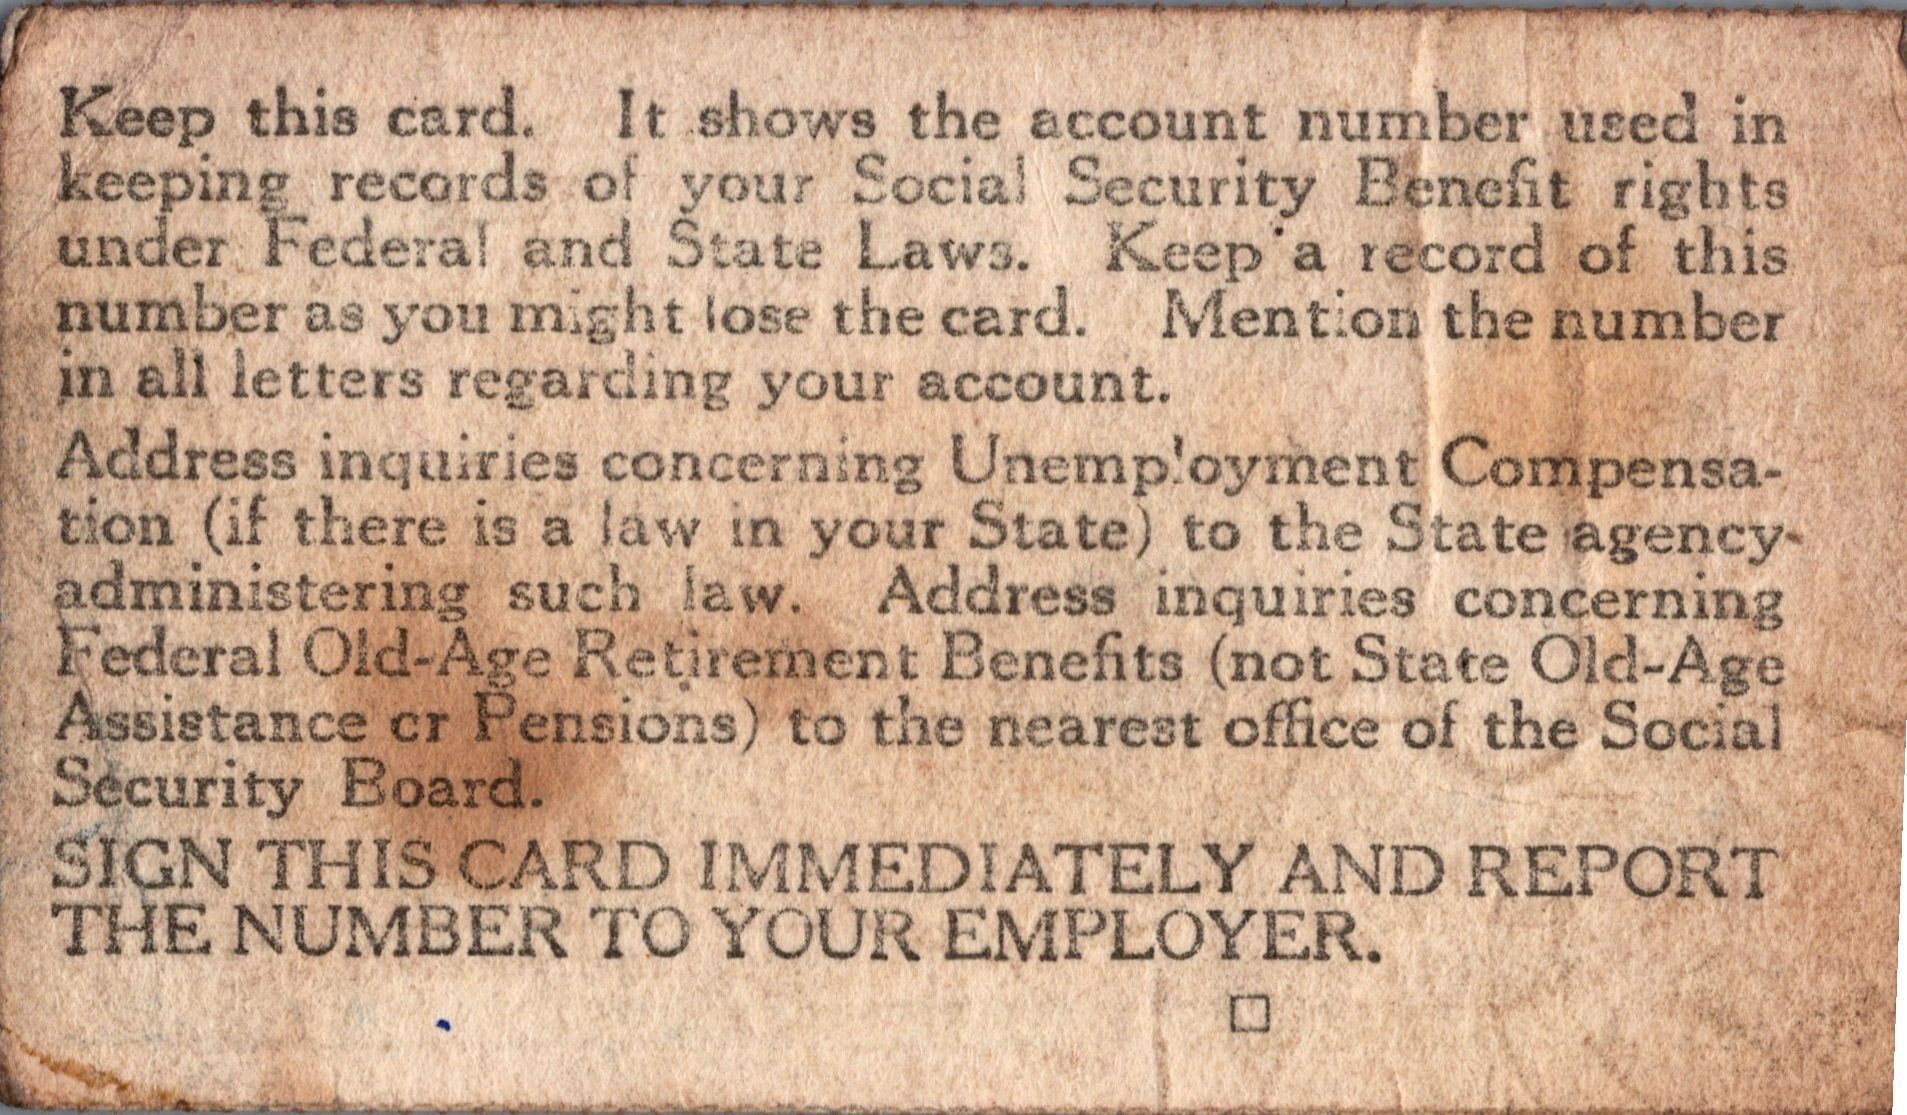 Keep this card. It shows the account number used in
keeping records of your Social Security Benefit rights
under Federal and State Laws. Keep a record of this
number as you might lose the card. Mention the number
in all letters regarding your account.
Address inquiries concerning Unemployment Compensa-
tion (if there is a law in your State) to the State agency
administering such law. Address inquiries concerning
Federal Old-Age Retirement Benefits (not State Old-Age
Assistance or Pensions) to the nearest office of the Social
Security Board.
SIGN THIS CARD IMMEDIATELY AND REPORT
THE NUMBER TO YOUR EMPLOYER.